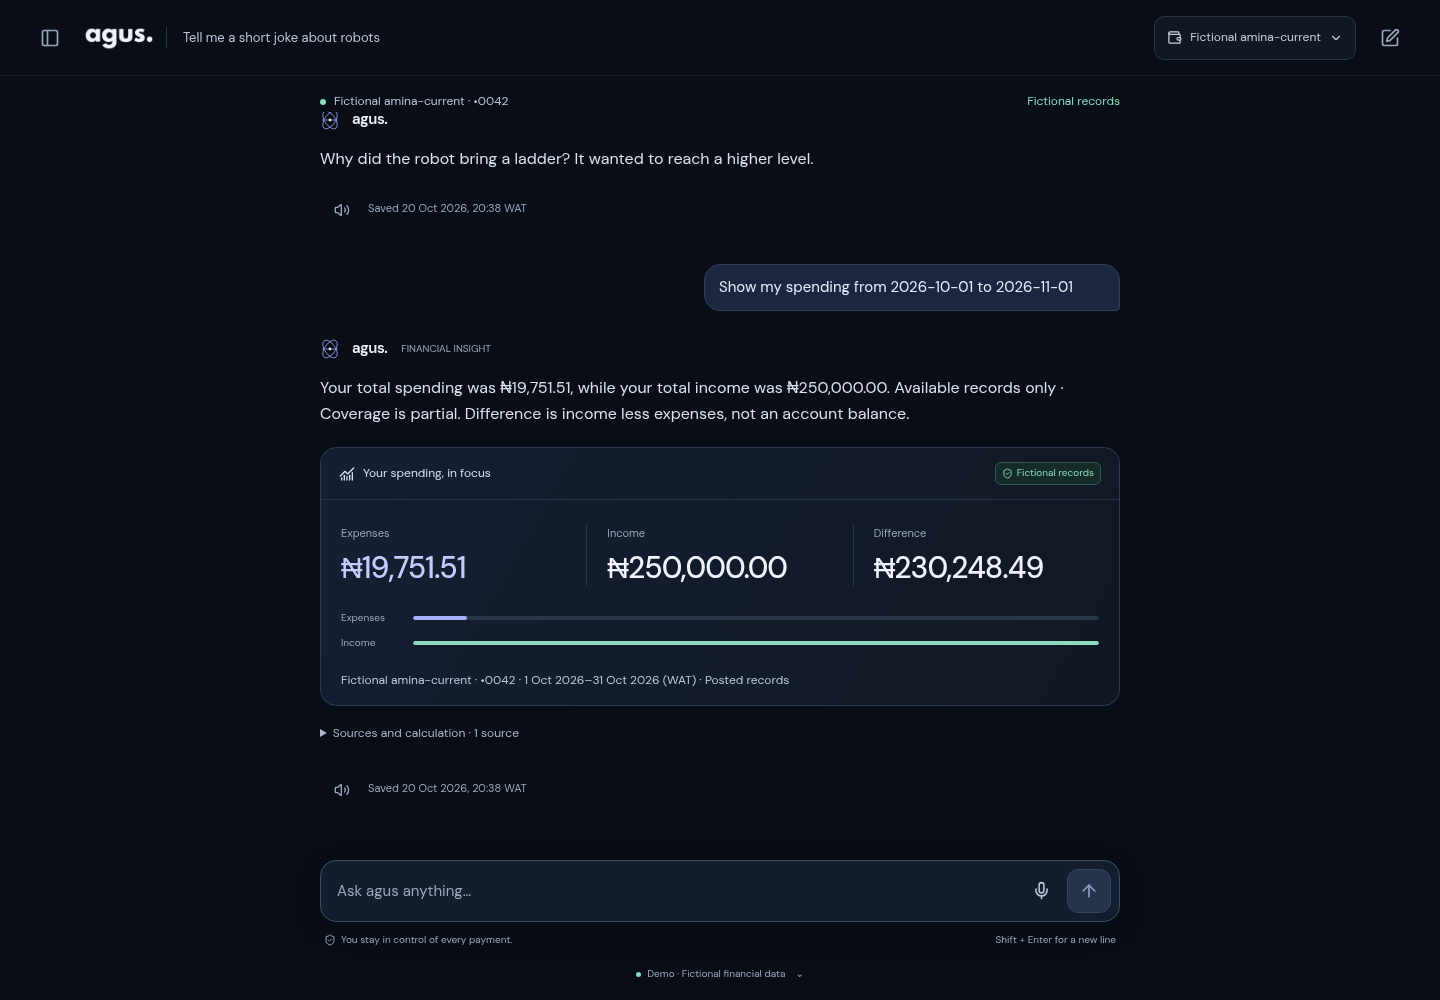 agus.
Tell me a short joke about robots
Fictional amina-current
Fictional amina-current · •0042
Fictional records
agus.
Why did the robot bring a ladder? It wanted to reach a higher level.
Saved 20 Oct 2026, 20:38 WAT
Show my spending from 2026-10-01 to 2026-11-01
agus. FINANCIAL INSIGHT
Your total spending was ₦19,751.51, while your total income was ₦250,000.00. Available records only ·
Coverage is partial. Difference is income less expenses, not an account balance.
Your spending, in focus
Fictional records
Expenses
₦19,751.51
Income
₦250,000.00
Difference
₦230,248.49
Expenses
Income
Fictional amina-current · •0042 · 1 Oct 2026–31 Oct 2026 (WAT) · Posted records
Sources and calculation · 1 source
Saved 20 Oct 2026, 20:38 WAT
Ask agus anything...
You stay in control of every payment.
Shift + Enter for a new line
Demo · Fictional financial data